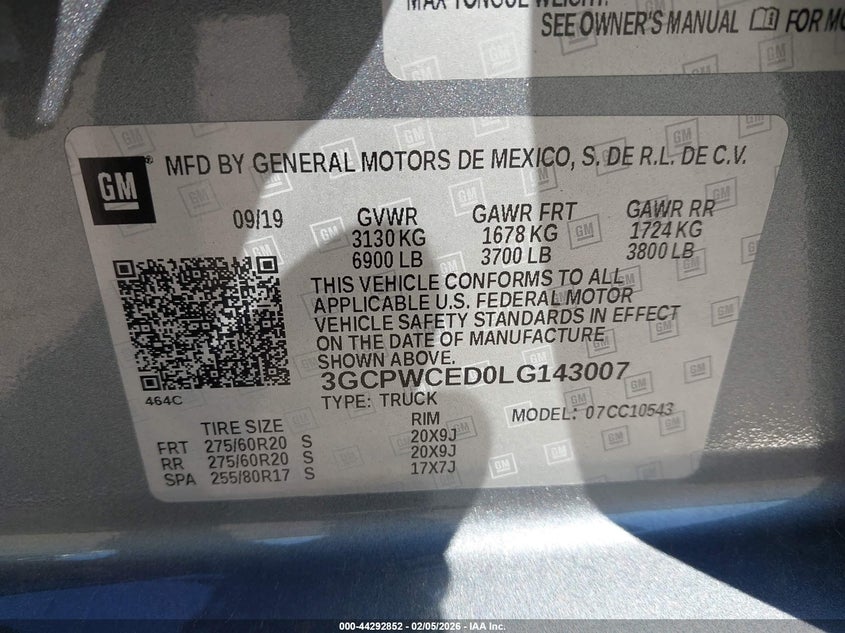 MAX TONGUE WEIGHT:
SEE OWNER'S MANUAL FOR MO
GM
MFD BY GENERAL MOTORS DE MEXICO, S. DE R.L. DE C.V.
09/19 GVWR GAWR FRT GAWR RR
3130 KG 1678 KG 1724 KG
6900 LB 3700 LB 3800 LB
THIS VEHICLE CONFORMS TO ALL
APPLICABLE U.S. FEDERAL MOTOR
VEHICLE SAFETY STANDARDS IN EFFECT
ON THE DATE OF MANUFACTURE
SHOWN ABOVE.
3GCPWCED0LG143007
464C
TYPE: TRUCK
MODEL: 07CC10543
TIRE SIZE RIM
FRT 275/60R20 S 20X9J
RR 275/60R20 S 20X9J
SPA 255/80R17 S 17X7J
000-44292852 - 02/05/2026 - IAA Inc.